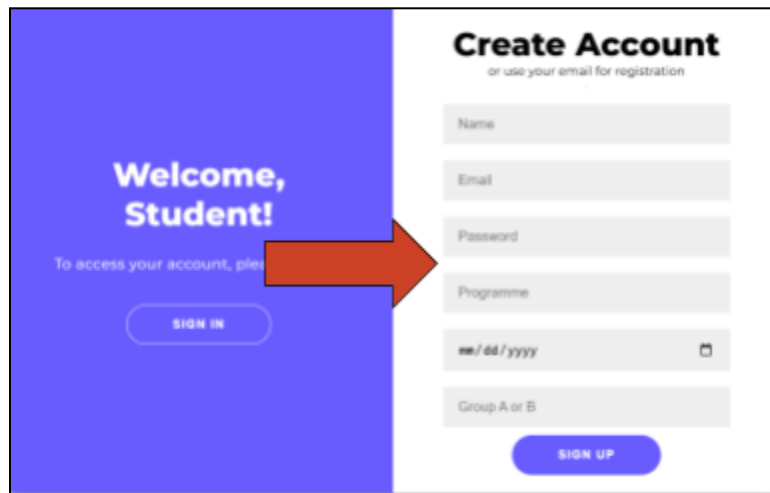 Welcome,
Student!
To access your account,
SIGN IN
Create Account
or use your email for registration
Name
Email
Password
Programme
mm/dd/yyyy
Group A or B
SIGN UP